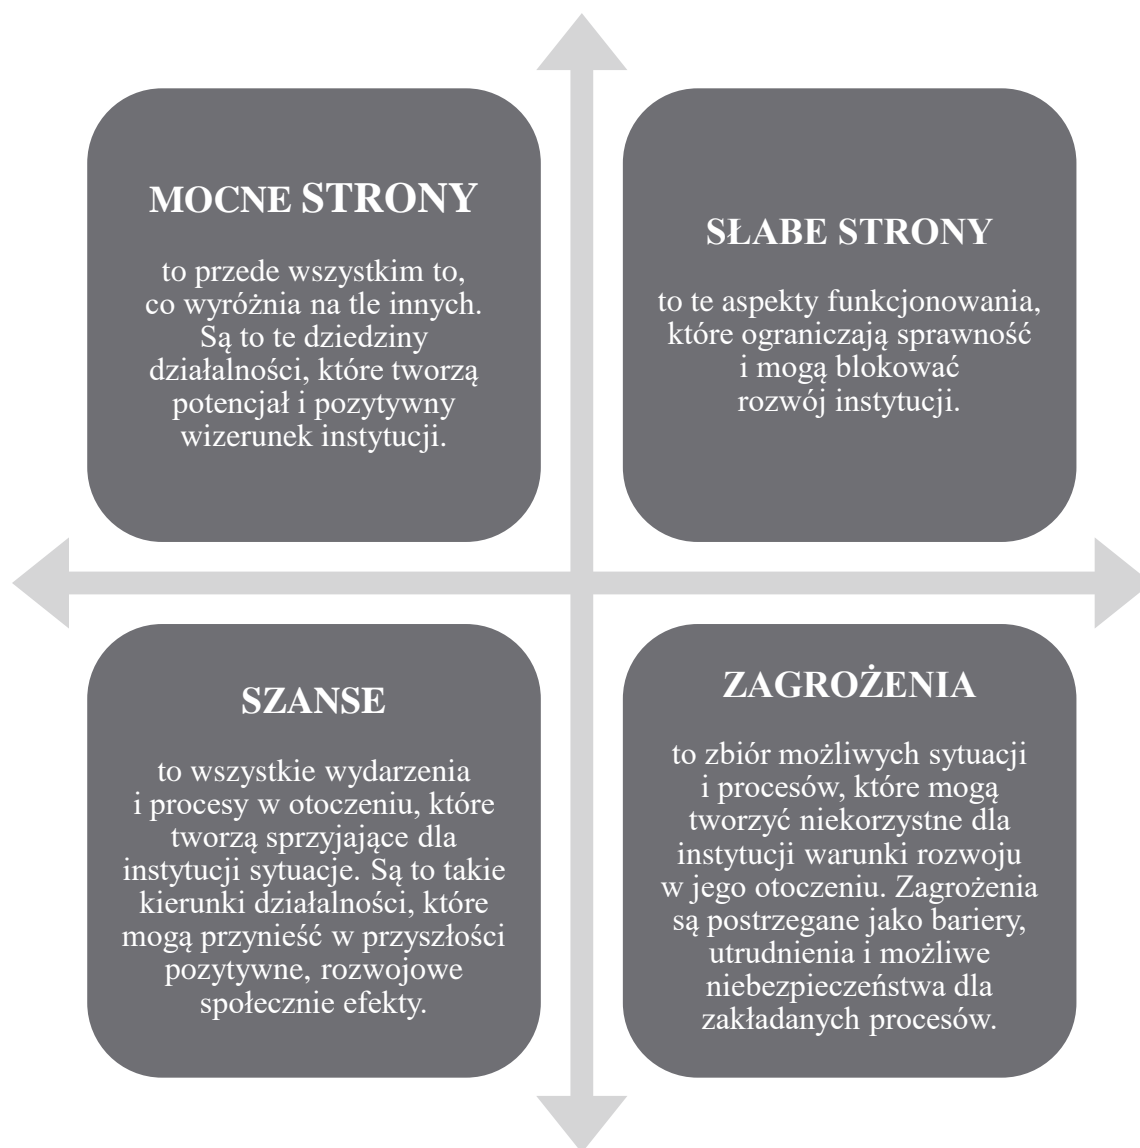 MOCNE STRONY
to przede wszystkim to,
co wyróżnia na tle innych.
Są to te dziedziny
działalności, które tworzą
potencjał i pozytywny
wizerunek instytucji.
SŁABE STRONY
to te aspekty funkcjonowania,
które ograniczają sprawność
i mogą blokować
rozwój instytucji.
SZANSE
to wszystkie wydarzenia
i procesy w otoczeniu, które
tworzą sprzyjające dla
instytucji sytuacje. Są to takie
kierunki działalności, które
mogą przynieść w przyszłości
pozytywne, rozwojowe
społecznie efekty.
ZAGROŻENIA
to zbiór możliwych sytuacji
i procesów, które mogą
tworzyć niekorzystne dla
instytucji warunki rozwoju
w jego otoczeniu. Zagrożenia
są postrzegane jako bariery,
utrudnienia i możliwe
niebezpieczeństwa dla
zakładanych procesów.